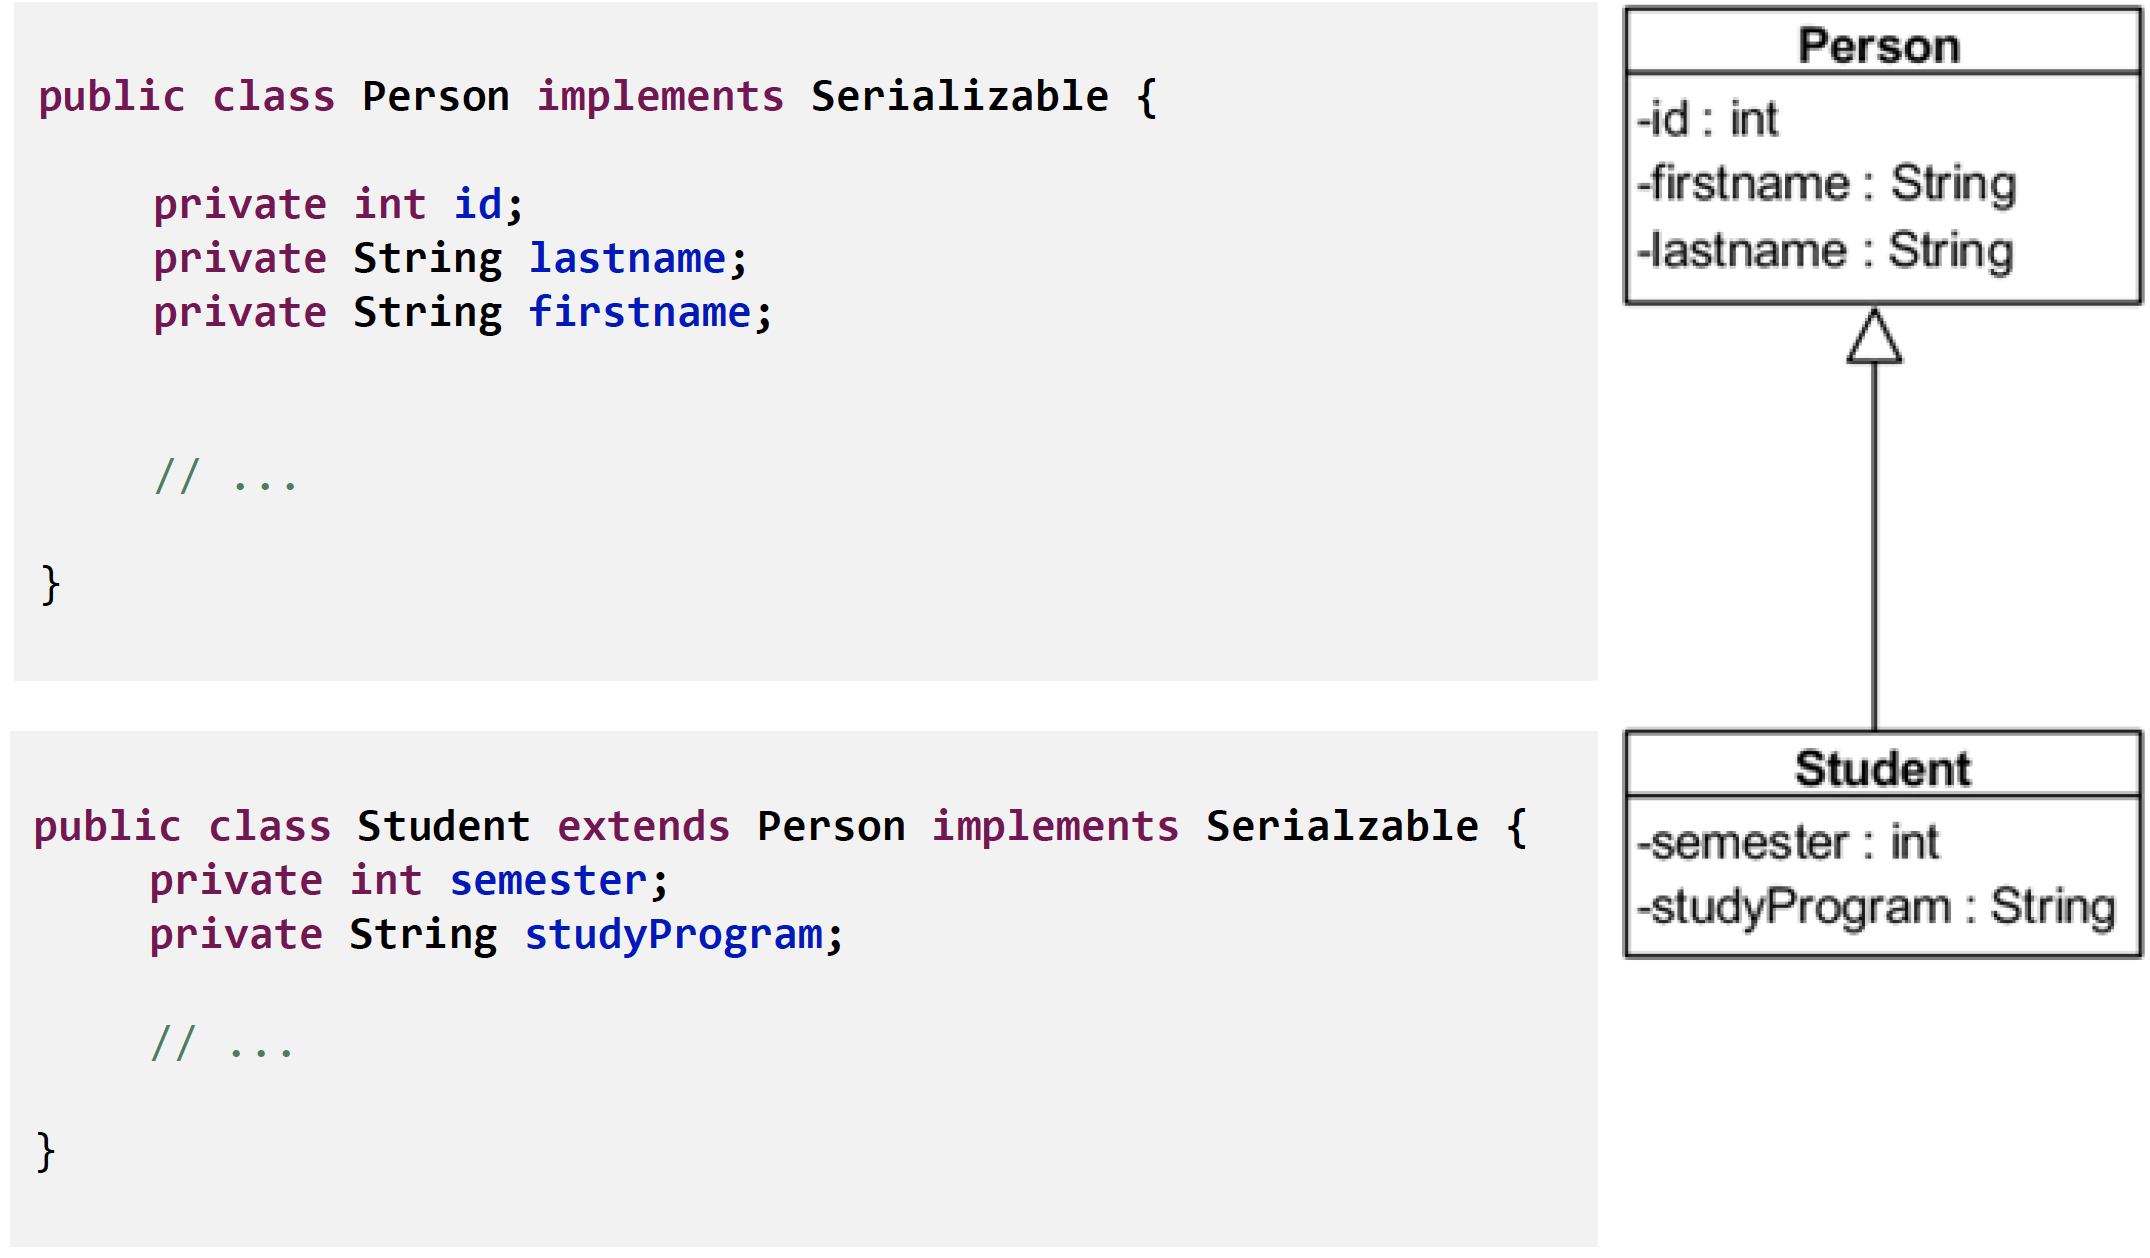 public class Person implements Serializable {
private int id;
private String lastname;
private String firstname;
// ...
}
public class Student extends Person implements Serialzable {
private int semester;
private String studyProgram;
// ...
}
Person
-id : int
-firstname : String
-lastname : String
Student
-semester : int
-studyProgram : String